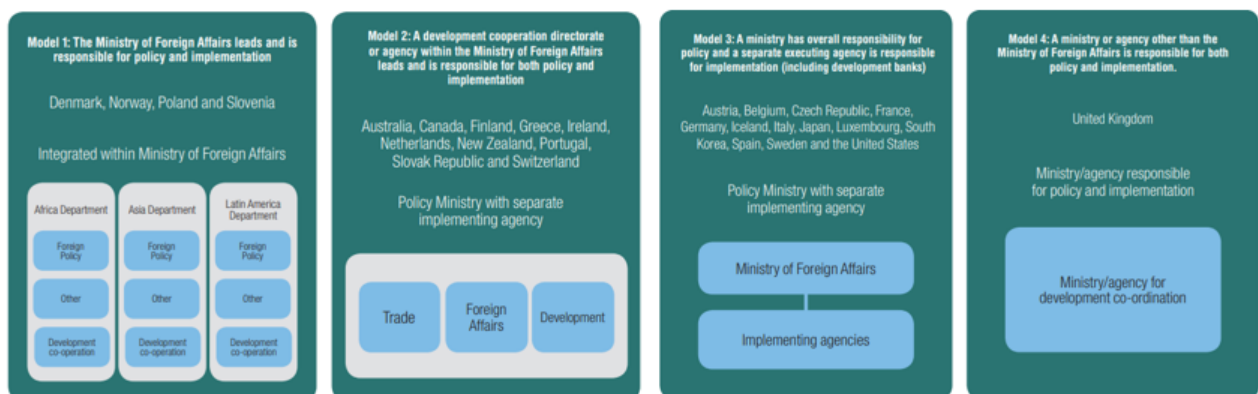 Model 1: The Ministry of Foreign Affairs leads and is
responsible for policy and implementation
Denmark, Norway, Poland and Slovenia
Integrated within Ministry of Foreign Affairs
Africa Department
Foreign
Policy
Other
Development
co-operation
Asia Department
Foreign
Policy
Other
Development
co-operation
Latin America
Department
Foreign
Policy
Other
Development
co-operation
Model 2: A development cooperation directorate
or agency within the Ministry of Foreign Affairs
leads and is responsible for both policy and
implementation
Australia, Canada, Finland, Greece, Ireland,
Netherlands, New Zealand, Portugal,
Slovak Republic and Switzerland
Policy Ministry with separate
implementing agency
Trade
Foreign
Affairs
Development
Model 3: A ministry has overall responsibility for
policy and a separate executing agency is responsible
for implementation (including development banks)
Austria, Belgium, Czech Republic, France,
Germany, Iceland, Italy, Japan, Luxembourg, South
Korea, Spain, Sweden and the United States
Policy Ministry with separate
implementing agency
Ministry of Foreign Affairs
Implementing agencies
Model 4: A ministry or agency other than the
Ministry of Foreign Affairs is responsible for both
policy and implementation.
United Kingdom
Ministry/agency responsible
for policy and implementation
Ministry/agency for
development co-ordination